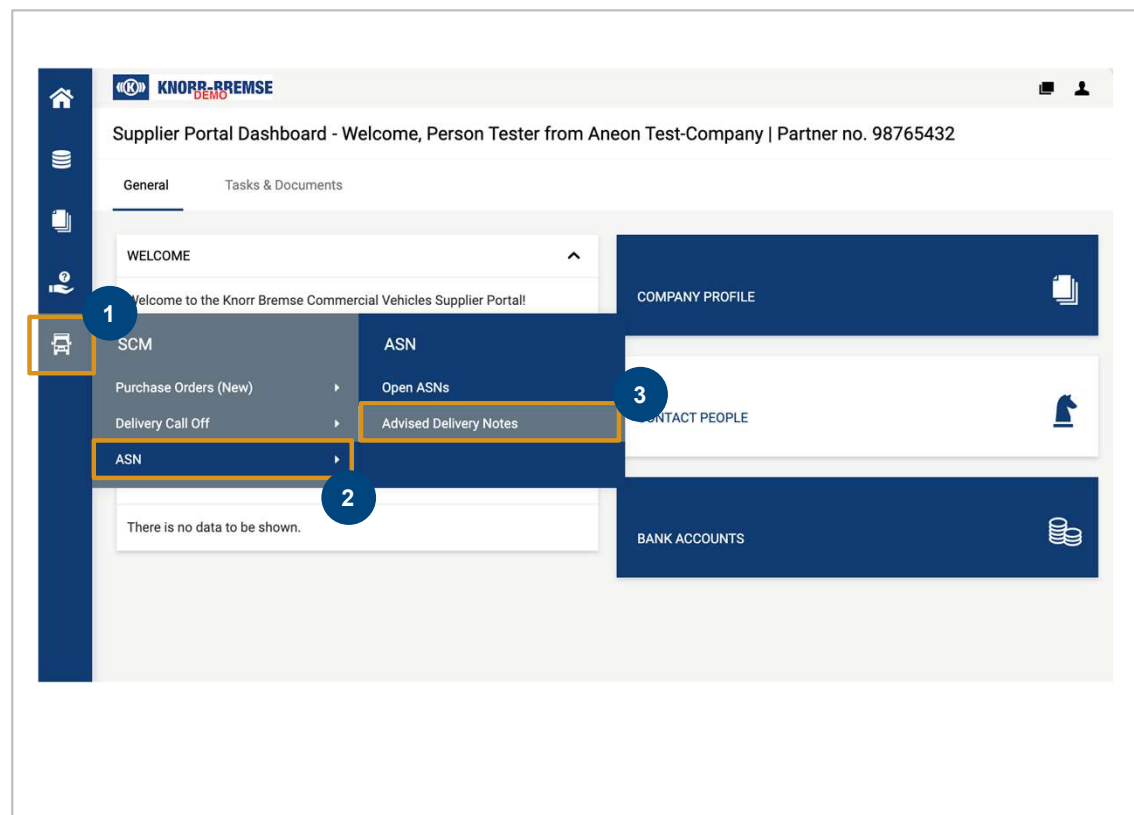 KNORR-BREMSE
DEMO
Supplier Portal Dashboard - Welcome, Person Tester from Aneon Test-Company | Partner no. 98765432
General Tasks & Documents
WELCOME
Welcome to the Knorr Bremse Commercial Vehicles Supplier Portal!
COMPANY PROFILE
1
SCM ASN
Purchase Orders (New) Open ASNs
3
Delivery Call Off Advised Delivery Notes
CONTACT PEOPLE
ASN
2
There is no data to be shown.
BANK ACCOUNTS